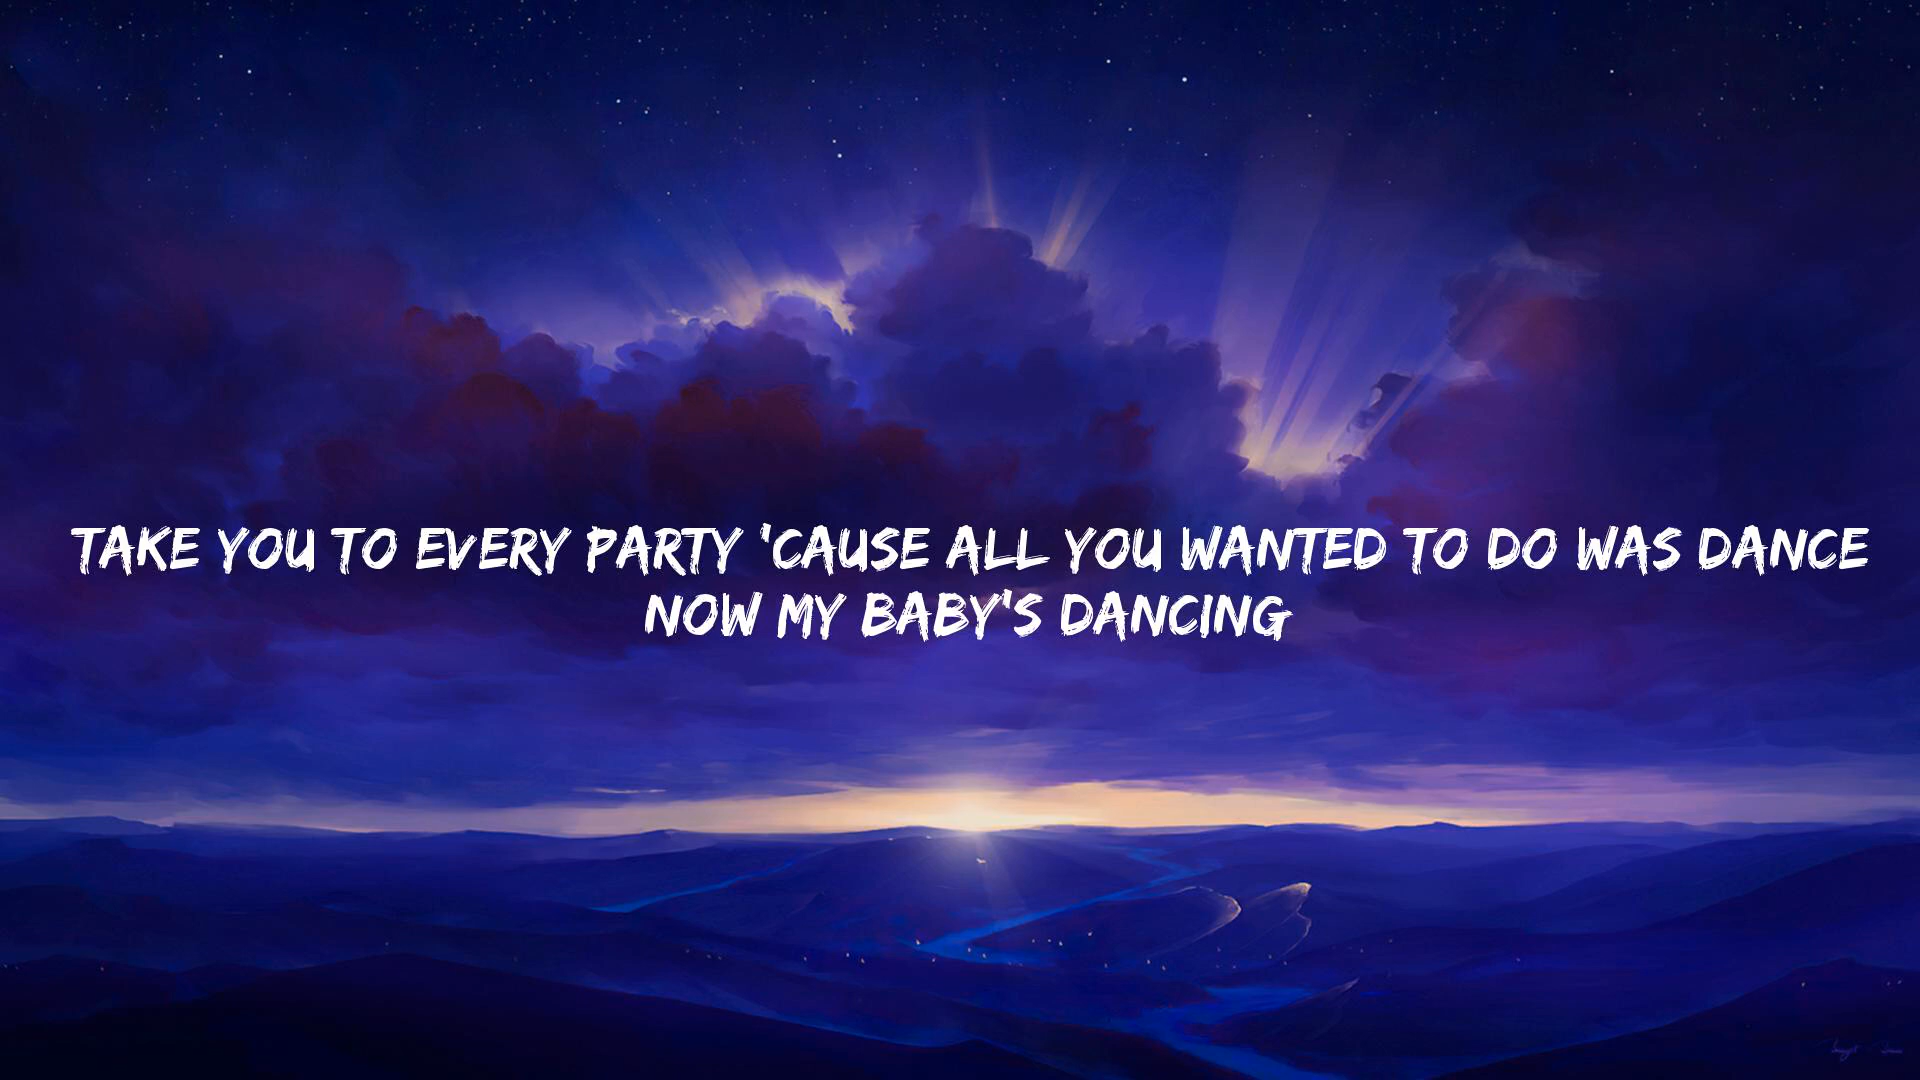 TAKE YOU TO EVERY PARTY 'CAUSE ALL YOU WANTED TO DO WAS DANCE
NOW MY BABY'S DANCING